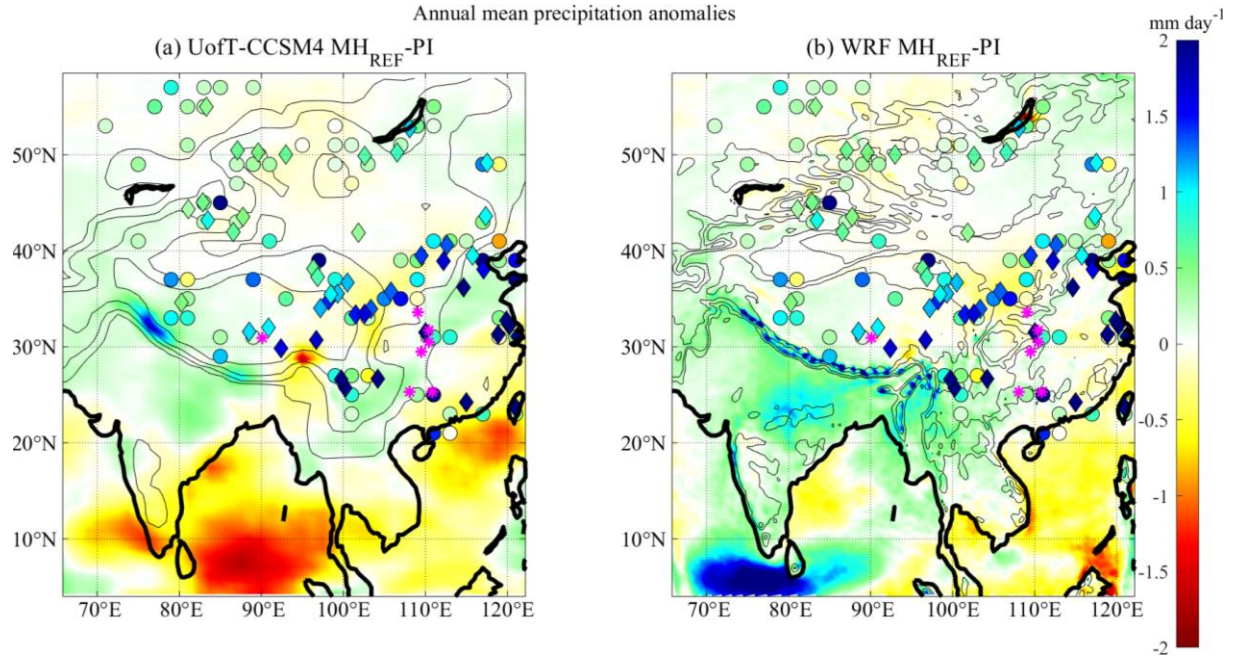 Annual mean precipitation anomalies
mm day⁻¹
(a) UofT-CCSM4 MH_REF-PI
(b) WRF MH_REF-PI
50°N
40°N
30°N
20°N
10°N
70°E 80°E 90°E 100°E 110°E 120°E
50°N
40°N
30°N
20°N
10°N
70°E 80°E 90°E 100°E 110°E 120°E
2
1.5
1
0.5
0
-0.5
-1
-1.5
-2